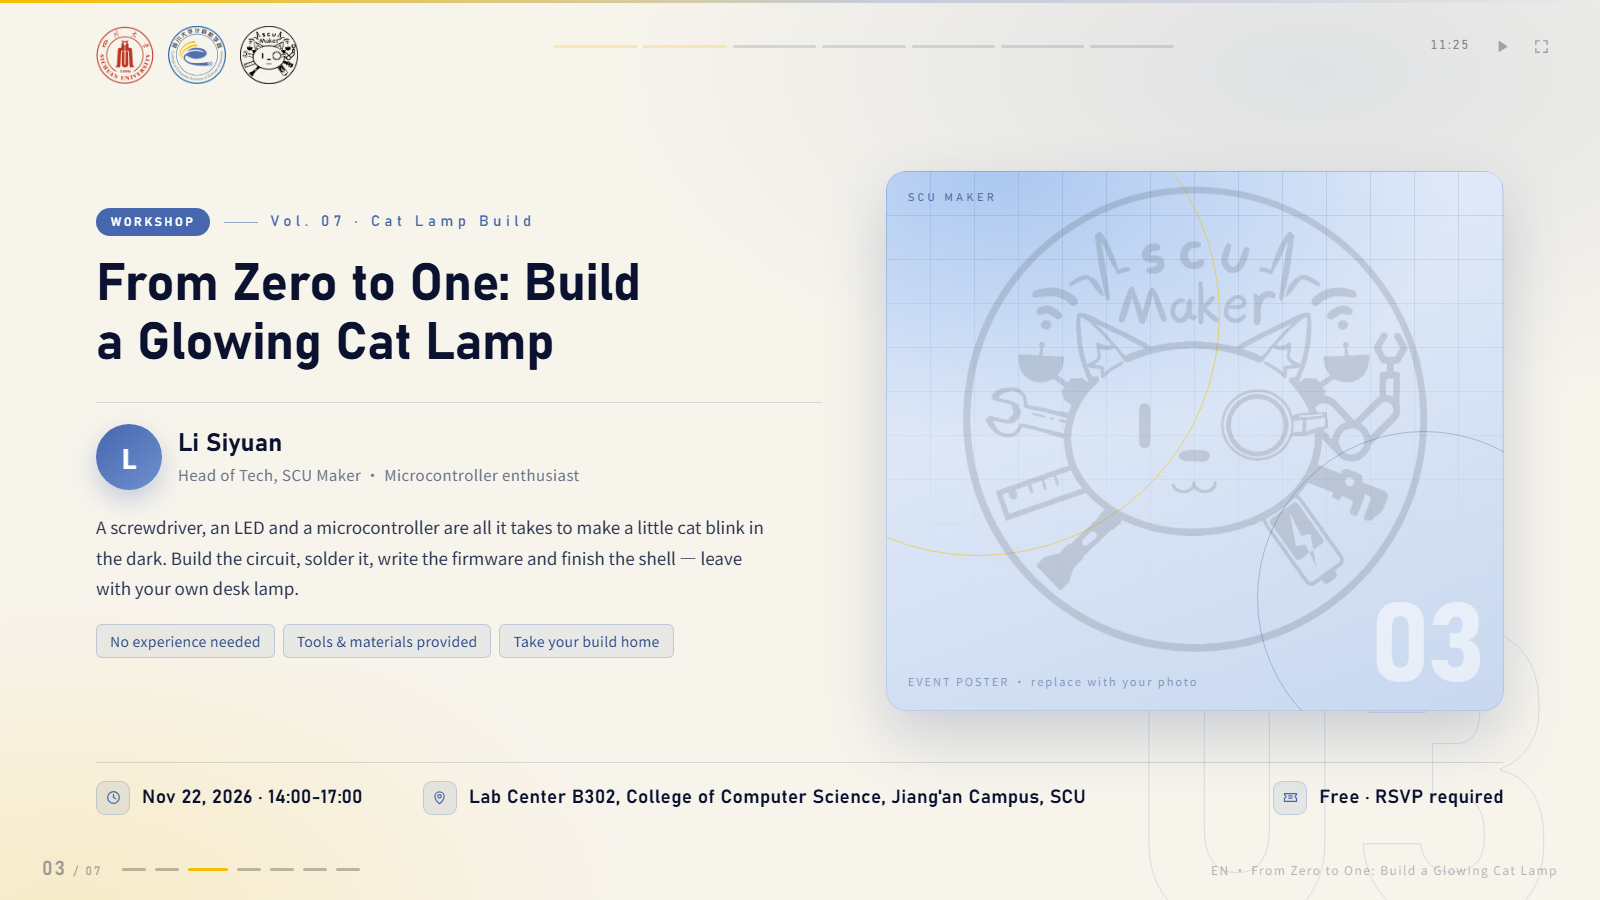 SICHUAN UNIVERSITY
scu
Maker
11:25
WORKSHOP
Vol. 07 · Cat Lamp Build
From Zero to One: Build
a Glowing Cat Lamp
L
Li Siyuan
Head of Tech, SCU Maker • Microcontroller enthusiast
A screwdriver, an LED and a microcontroller are all it takes to make a little cat blink in
the dark. Build the circuit, solder it, write the firmware and finish the shell — leave
with your own desk lamp.
No experience needed
Tools & materials provided
Take your build home
SCU MAKER
scu
Maker
03
EVENT POSTER • replace with your photo
Nov 22, 2026 · 14:00–17:00
Lab Center B302, College of Computer Science, Jiang'an Campus, SCU
Free · RSVP required
03
03 / 07
EN • From Zero to One: Build a Glowing Cat Lamp